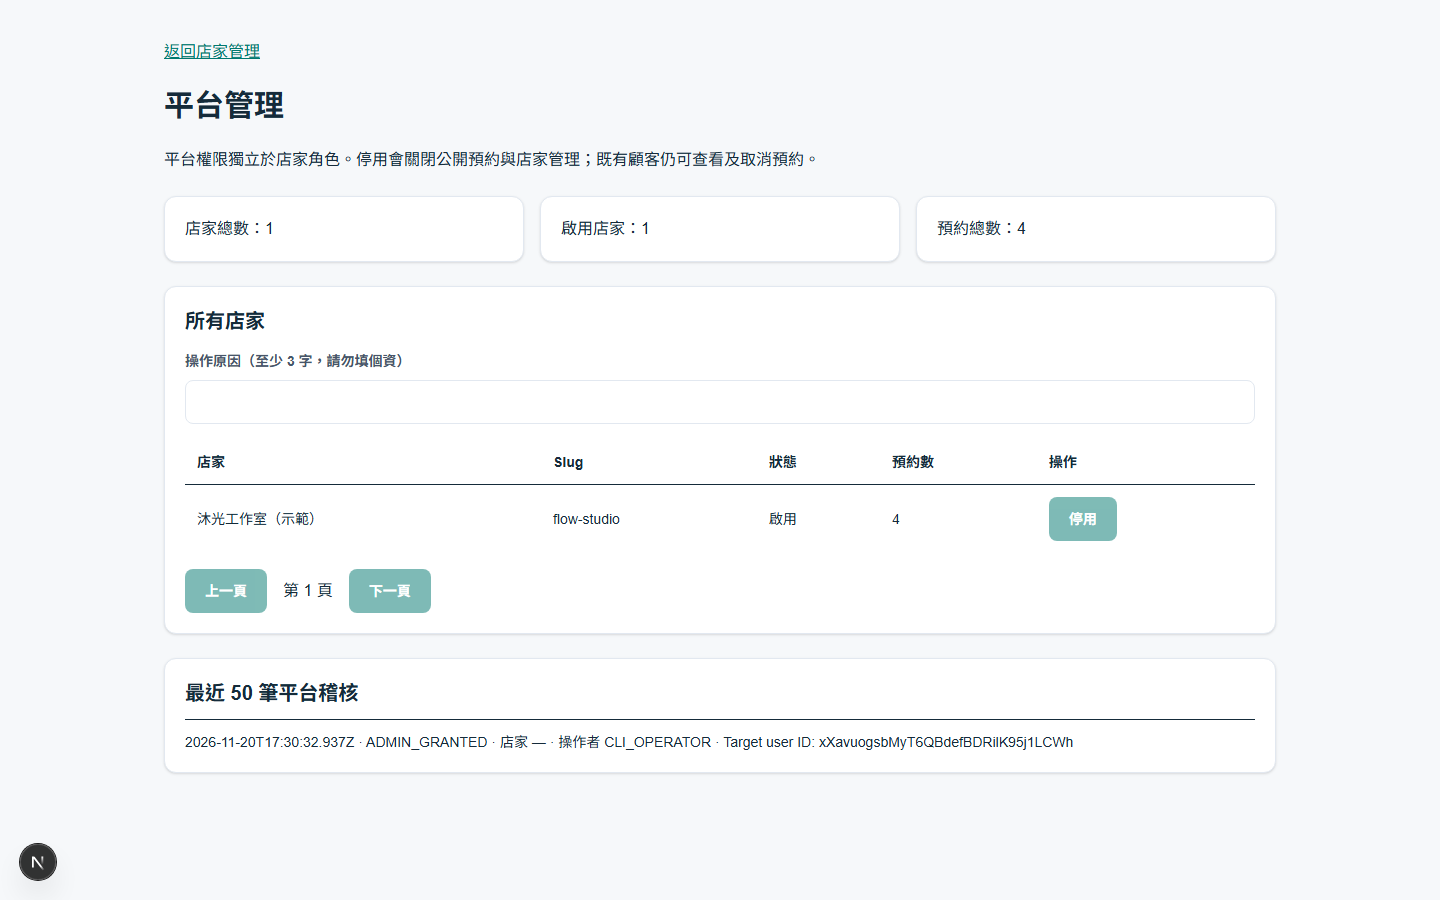 返回店家管理
平台管理
平台權限獨立於店家角色。停用會關閉公開預約與店家管理；既有顧客仍可查看及取消預約。
店家總數：1
啟用店家：1
預約總數：4
所有店家
操作原因（至少 3 字，請勿填個資）
店家 Slug 狀態 預約數 操作
沐光工作室（示範） flow-studio 啟用 4 停用
上一頁 第 1 頁 下一頁
最近 50 筆平台稽核
2026-11-20T17:30:32.937Z · ADMIN_GRANTED · 店家 — · 操作者 CLI_OPERATOR · Target user ID: xXavuogsbMyT6QBdefBDRilK95j1LCWh
N